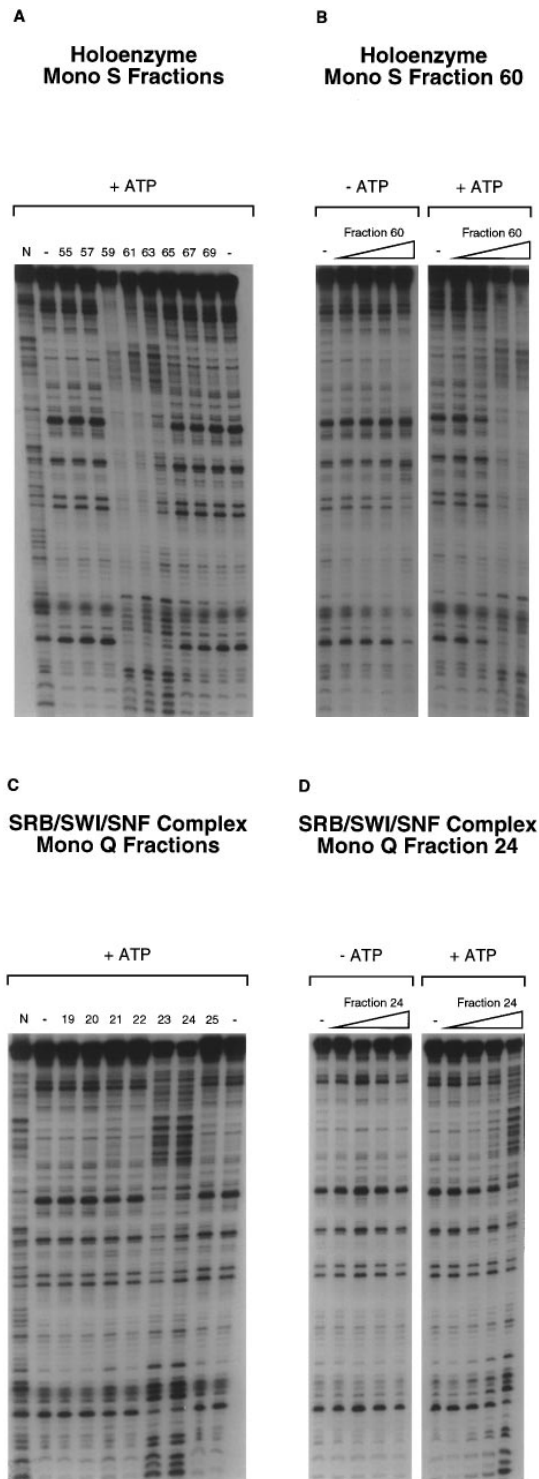 A
Holoenzyme
Mono S Fractions
+ ATP
N - 55 57 59 61 63 65 67 69 -
B
Holoenzyme
Mono S Fraction 60
- ATP
+ ATP
Fraction 60
Fraction 60
- 
-
C
SRB/SWI/SNF Complex
Mono Q Fractions
+ ATP
N - 19 20 21 22 23 24 25 -
D
SRB/SWI/SNF Complex
Mono Q Fraction 24
- ATP
+ ATP
Fraction 24
Fraction 24
-
-